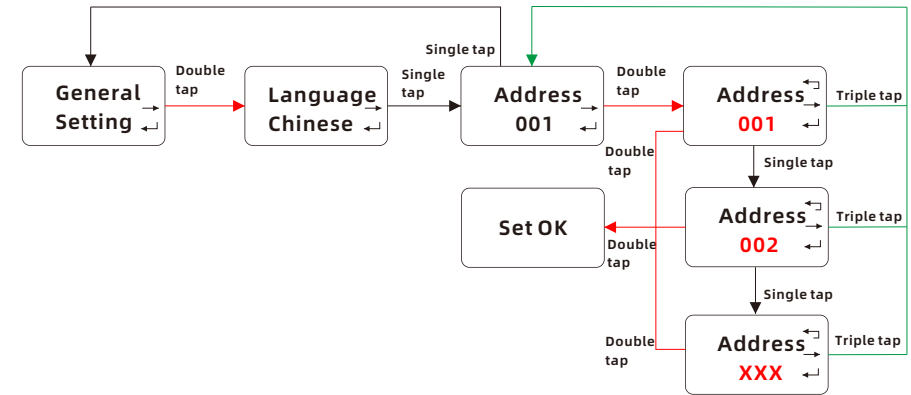 Single tap
Double
tap
Single
tap
Double
tap
General
Setting
Language
Chinese
Address
001
Address
001
Triple tap
Double
tap
Single tap
Set OK
Double
tap
Address
002
Triple tap
Single tap
Double
tap
Address
XXX
Triple tap